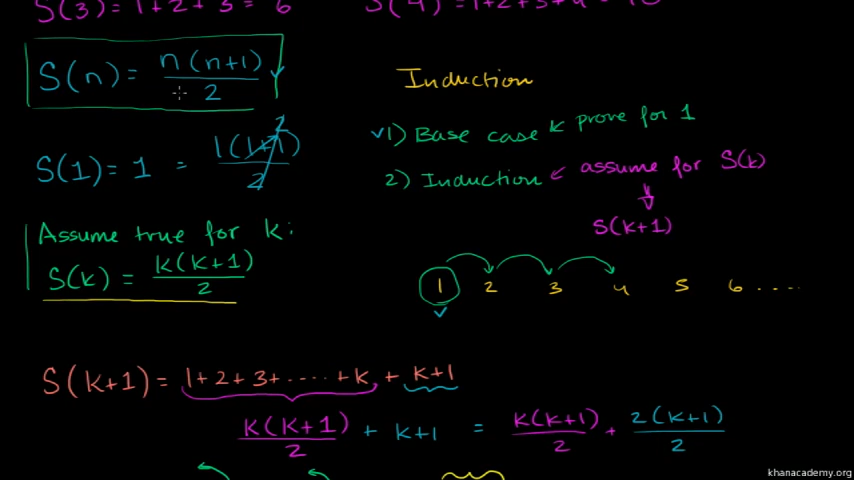 S(3) = 1+2+3 = 6
S(4) = 1+2+3+4 = 10
S(n) = n(n+1)/2
Induction
1) Base case ← prove for 1
2) Induction ← assume for S(k)
↓
S(k+1)
S(1) = 1 = 1(1+1)/2 2
Assume true for k:
S(k) = k(k+1)/2
1 2 3 4 5 6 ....
S(k+1) = 1+2+3+.....+k + k+1
k(k+1)/2 + k+1 = k(k+1)/2 + 2(k+1)/2
khanacademy.org